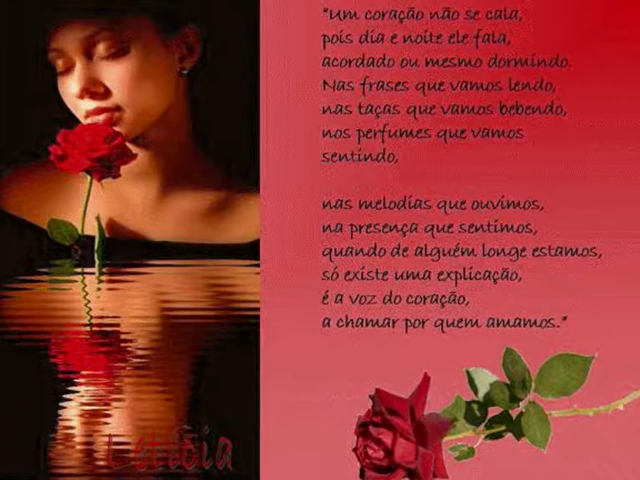 "Um coração não se cala,
pois dia e noite ele fala,
acordado ou mesmo dormindo.
Nas frases que vamos lendo,
nas taças que vamos bebendo,
nos perfumes que vamos
sentindo,
nas melodias que ouvimos,
na presença que sentimos,
quando de alguém longe estamos,
só existe uma explicação,
é a voz do coração,
a chamar por quem amamos."
Letícia